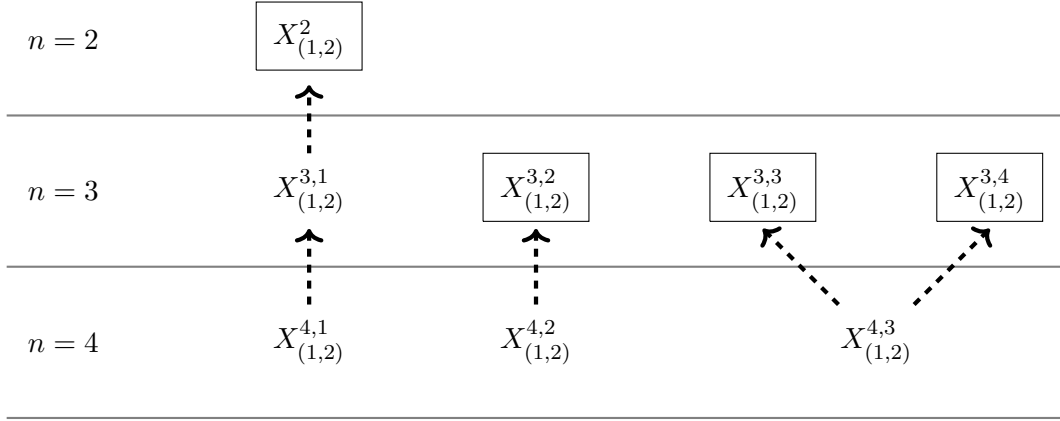 n = 2 X^{2}_{(1,2)}
n = 3 X^{3,1}_{(1,2)} X^{3,2}_{(1,2)} X^{3,3}_{(1,2)} X^{3,4}_{(1,2)}
n = 4 X^{4,1}_{(1,2)} X^{4,2}_{(1,2)} X^{4,3}_{(1,2)}